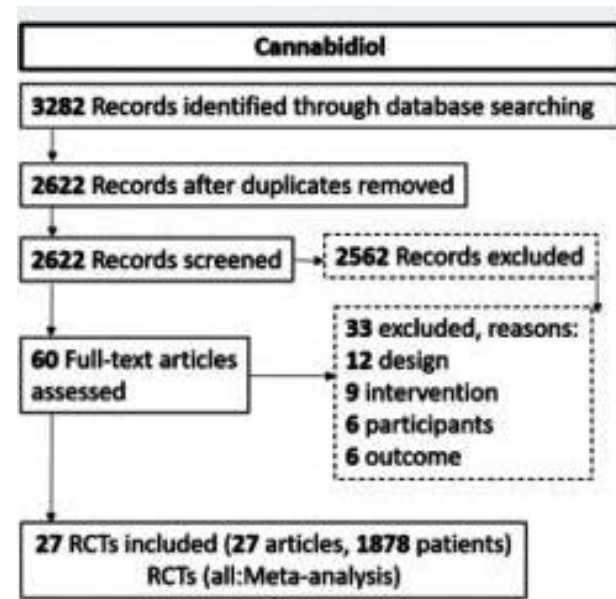 Cannabidiol
3282 Records identified through database searching
2622 Records after duplicates removed
2622 Records screened
2562 Records excluded
33 excluded, reasons:
12 design
9 intervention
6 participants
6 outcome
60 Full-text articles
assessed
27 RCTs included (27 articles, 1878 patients)
RCTs (all:Meta-analysis)